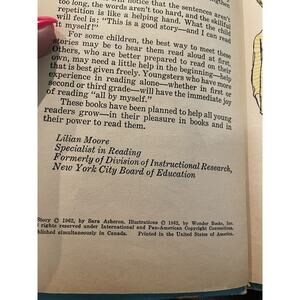 will notice that the sentences aren't
too long, the words aren't too hard, and the skillful
repetition is like a helping hand. What the child
will feel is: "This is a good story—and I can read
it myself!"
For some children, the best way to meet these
stories may be to hear them read aloud at first.
Others, who are better prepared to read on their
own, may need a little help in the beginning—help
that is best given freely. Youngsters who have more
experience in reading alone—whether in first or
second or third grade—will have the immediate joy
of reading "all by myself."
These books have been planned to help all young
readers grow—in their pleasure in books and in
their power to read them.
Lilian Moore
Specialist in Reading
Formerly of Division of Instructional Research,
New York City Board of Education
Story © 1962, by Sara Asheron. Illustrations © 1962, by Wonder Books, Inc.
rights reserved under International and Pan-American Copyright Conventions.
blished simultaneously in Canada. Printed in the United States of America.